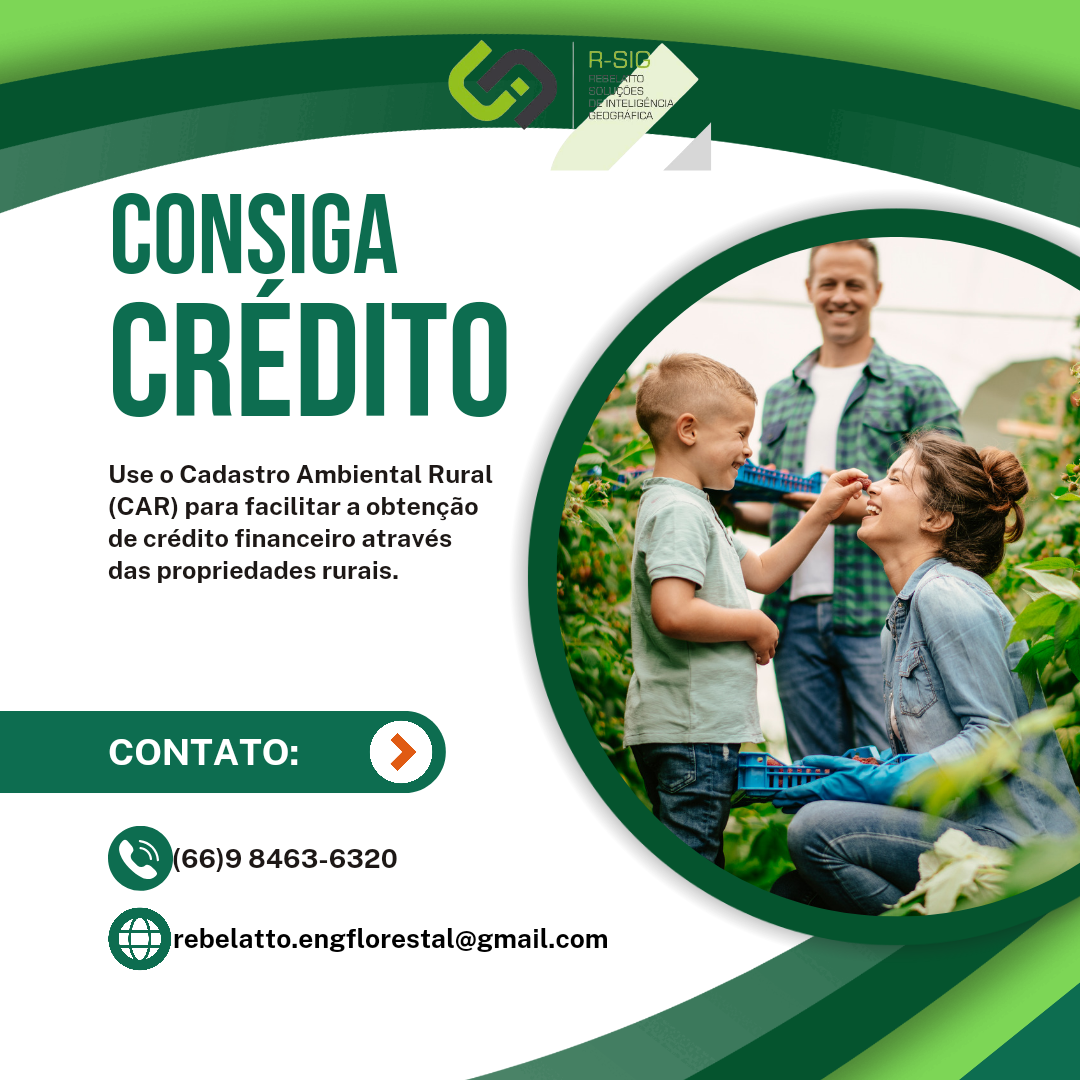 R-SIG
REBELATTO
SOLUÇÕES
DE INTELIGÊNCIA
GEOGRÁFICA
CONSIGA
CRÉDITO
Use o Cadastro Ambiental Rural
(CAR) para facilitar a obtenção
de crédito financeiro através
das propriedades rurais.
CONTATO:
(66)9 8463-6320
rebelatto.engflorestal@gmail.com